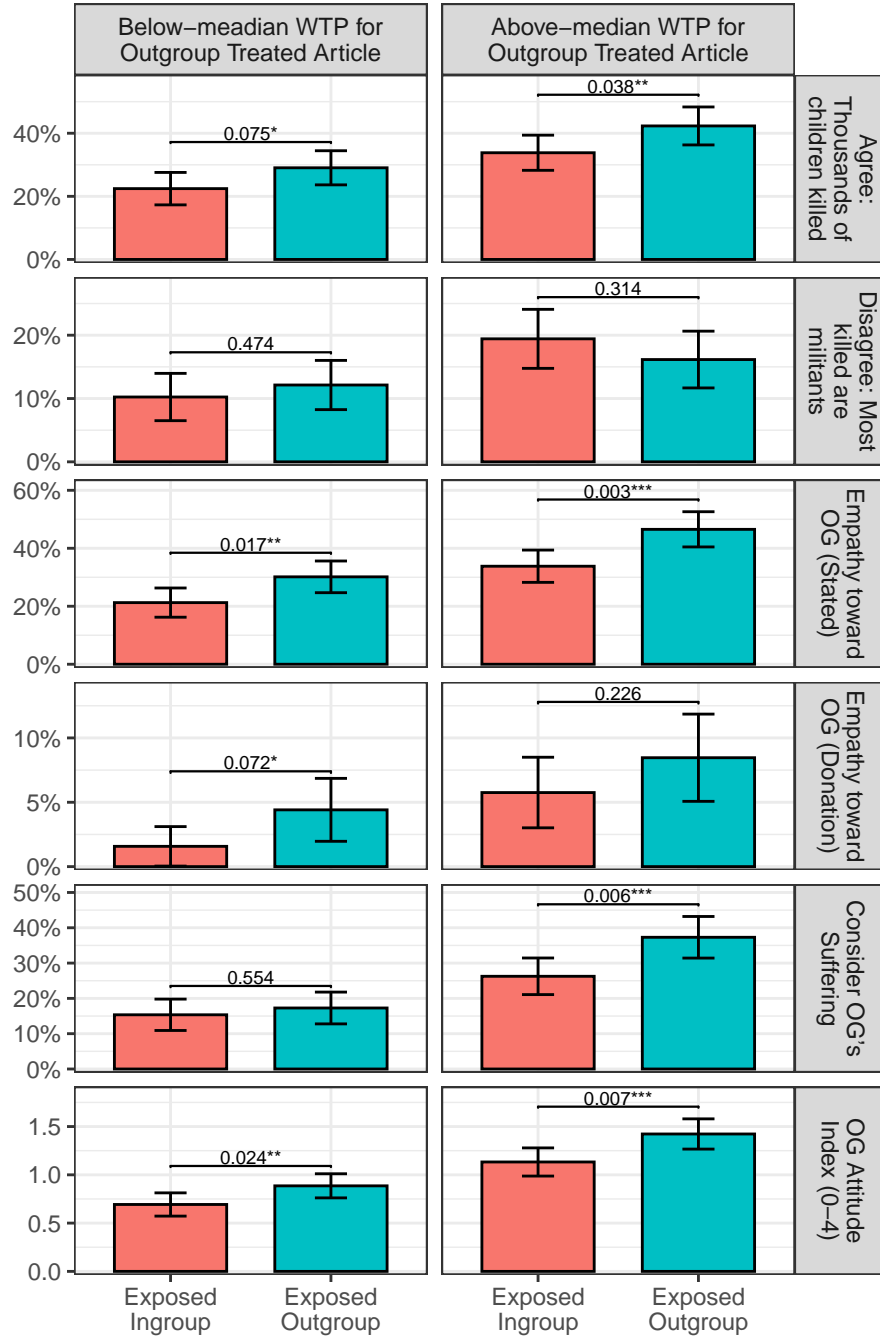 Below−meadian WTP for
Outgroup Treated Article
Above−median WTP for
Outgroup Treated Article
0.075*
0.038**
40%
20%
0%
Agree:
Thousands of
children killed
0.474
0.314
20%
10%
0%
Disagree: Most
killed are
militants
0.017**
0.003***
60%
40%
20%
0%
Empathy toward
OG (Stated)
0.072*
0.226
10%
5%
0%
Empathy toward
OG (Donation)
0.554
0.006***
50%
40%
30%
20%
10%
0%
Consider OG's
Suffering
0.024**
0.007***
1.5
1.0
0.5
0.0
OG Attitude
Index (0−4)
Exposed
Ingroup
Exposed
Outgroup
Exposed
Ingroup
Exposed
Outgroup